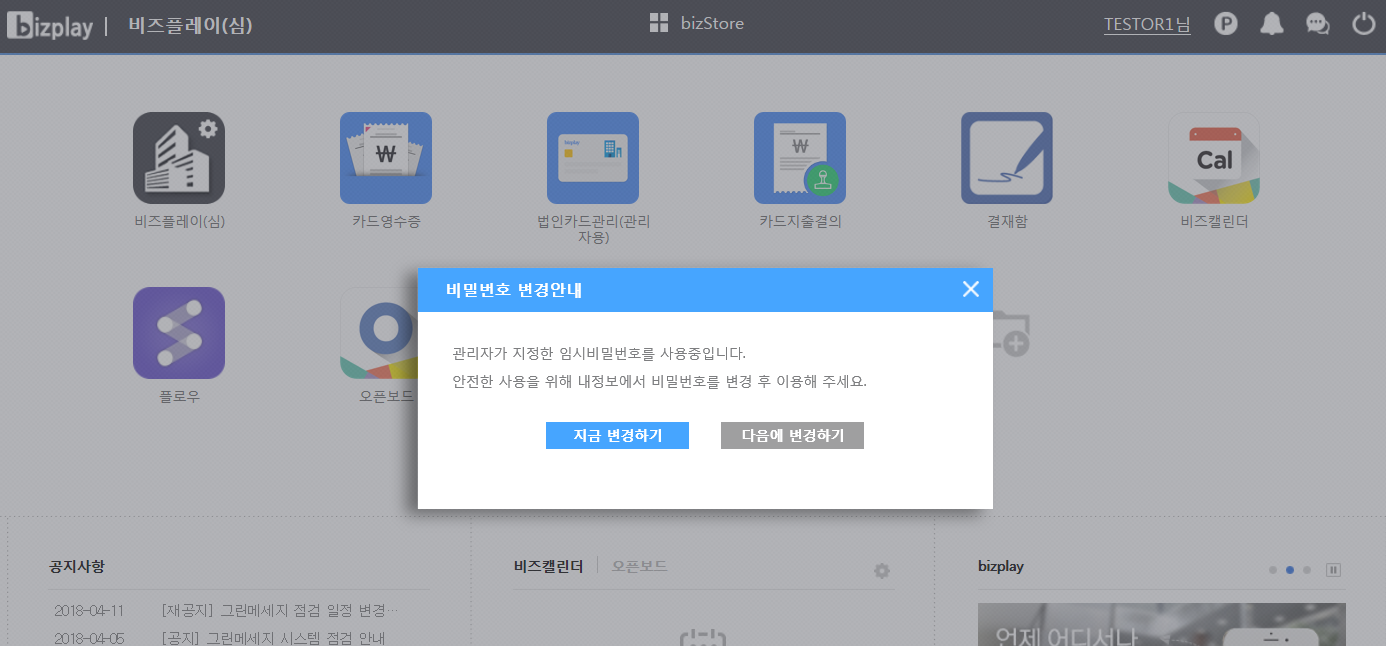 bizplay | 비즈플레이(심)
bizStore
TESTOR1님
P
₩
bizplay
₩
Cal
비즈플레이(심)
카드영수증
법인카드관리(관리
자용)
카드지출결의
결재함
비즈캘린더
비밀번호 변경안내
관리자가 지정한 임시비밀번호를 사용중입니다.
안전한 사용을 위해 내정보에서 비밀번호를 변경 후 이용해 주세요.
지금 변경하기
다음에 변경하기
플로우
오픈보드
공지사항
2018-04-11 [재공지] 그린메세지 점검 일정 변경…
2018-04-05 [공지] 그린메세지 시스템 점검 안내
비즈캘린더 | 오픈보드
bizplay
언제 어디서나